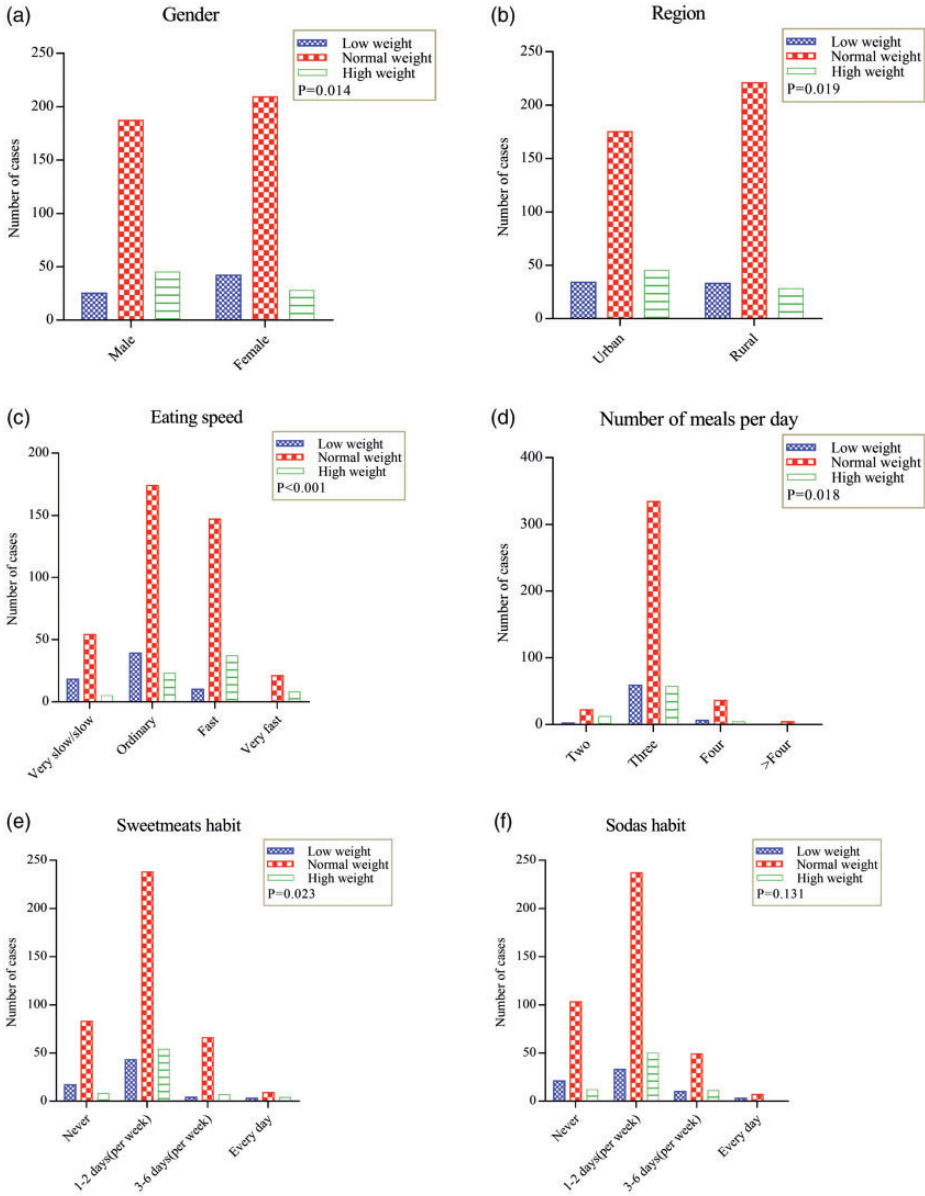 (a)
Gender
Low weight
Normal weight
High weight
P=0.014
Number of cases
250
200
150
100
50
0
Male
Female
(b)
Region
Low weight
Normal weight
High weight
P=0.019
Number of cases
250
200
150
100
50
0
Urban
Rural
(c)
Eating speed
Low weight
Normal weight
High weight
P<0.001
Number of cases
200
150
100
50
0
Very slow/slow
Ordinary
Fast
Very fast
(d)
Number of meals per day
Low weight
Normal weight
High weight
P=0.018
Number of cases
400
300
200
100
0
Two
Three
Four
>Four
(e)
Sweetmeats habit
Low weight
Normal weight
High weight
P=0.023
Number of cases
250
200
150
100
50
0
Never
1-2 days(per week)
3-6 days(per week)
Every day
(f)
Sodas habit
Low weight
Normal weight
High weight
P=0.131
Number of cases
250
200
150
100
50
0
Never
1-2 days(per week)
3-6 days(per week)
Every day